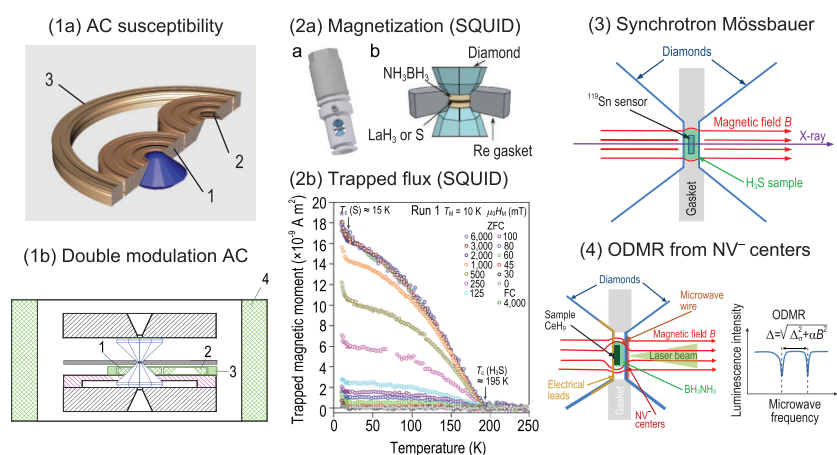 (1a) AC susceptibility
3
2
1
(1b) Double modulation AC
4
1
2
3
(2a) Magnetization (SQUID)
a
b
Diamond
NH₃BH₃
LaH₃ or S
Re gasket
(2b) Trapped flux (SQUID)
Trapped magnetic moment (×10⁻⁹ A m²)
20
18
16
14
12
10
8
6
4
2
0
T꜀ (S) ≈ 15 K
Run 1 T_M = 10 K μ₀H_M (mT)
ZFC
6,000
3,000
2,000
1,000
500
250
125
100
80
60
45
30
0
FC
4,000
T꜀ (H₃S)
≈ 195 K
0 50 100 150 200 250
Temperature (K)
(3) Synchrotron Mössbauer
Diamonds
¹¹⁹Sn sensor
Magnetic field B
X-ray
H₃S sample
Gasket
(4) ODMR from NV⁻ centers
Diamonds
Microwave
wire
Sample
CeH₉
Magnetic field B
Laser beam
Electrical
leads
BH₃NH₃
Gasket
NV⁻
centers
Luminescence intensity
ODMR
Δ=√Δ₀²+αB²
Microwave
frequency